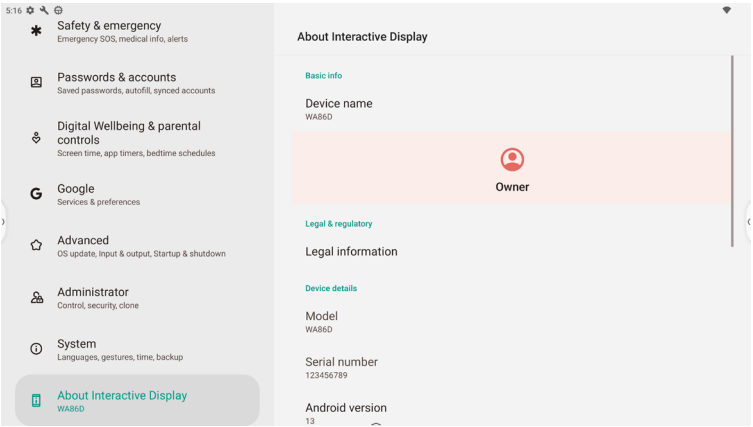 5:16
Safety & emergency
Emergency SOS, medical info, alerts
Passwords & accounts
Saved passwords, autofill, synced accounts
Digital Wellbeing & parental
controls
Screen time, app timers, bedtime schedules
Google
Services & preferences
Advanced
OS update, Input & output, Startup & shutdown
Administrator
Control, security, clone
System
Languages, gestures, time, backup
About Interactive Display
WA86D
About Interactive Display
Basic info
Device name
WA86D
Owner
Legal & regulatory
Legal information
Device details
Model
WA86D
Serial number
123456789
Android version
13